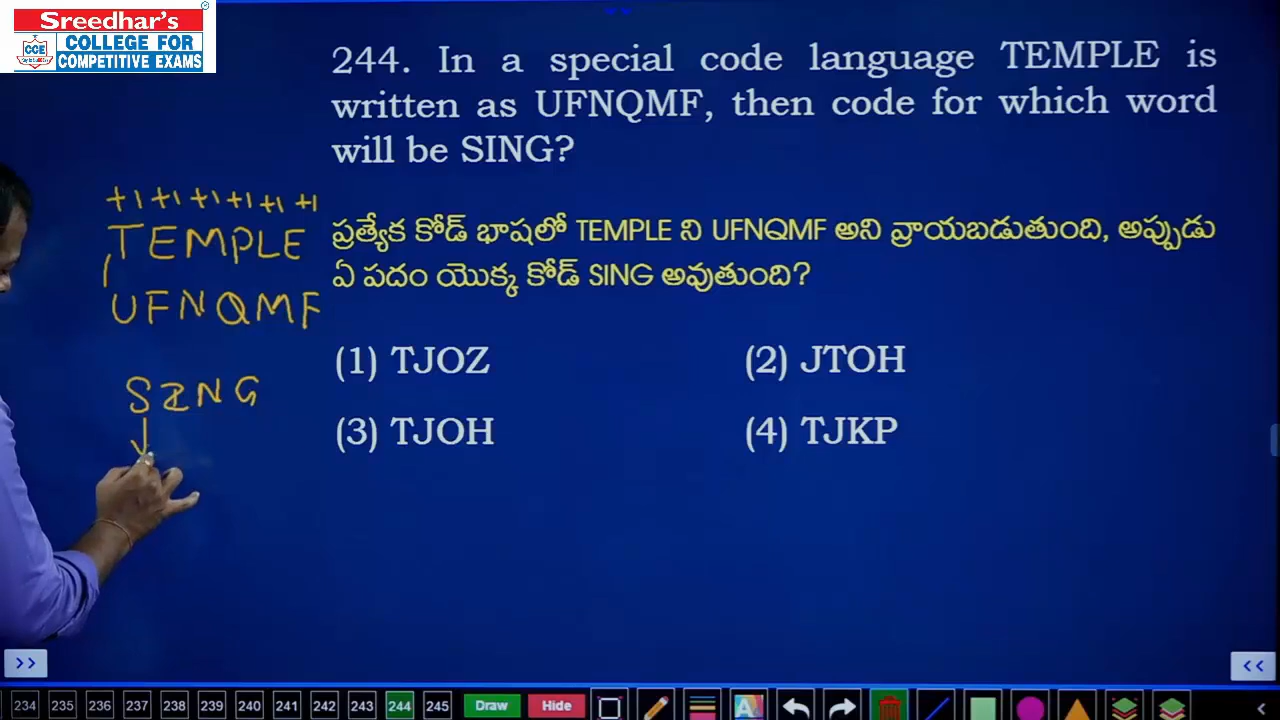 Sreedhar's
CCE
COLLEGE FOR
COMPETITIVE EXAMS
244. In a special code language TEMPLE is
written as UFNQMF, then code for which word
will be SING?
+1 +1 +1 +1 +1 +1
TEMPLE
UFNQMF
ప్రత్యేక కోడ్ భాషలో TEMPLE ని UFNQMF అని వ్రాయబడుతుంది, అప్పుడు
ఏ పదం యొక్క కోడ్ SING అవుతుంది?
(1) TJOZ (2) JTOH
SING
(3) TJOH (4) TJKP
>> <<
234 235 236 237 238 239 240 241 242 243 244 245 Draw Hide A <